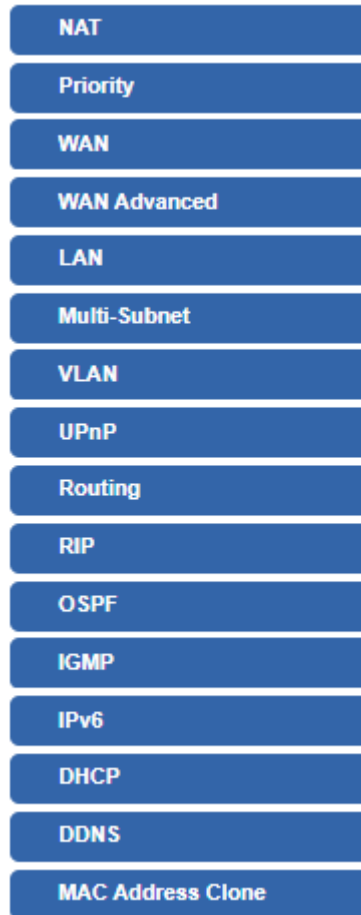 NAT
Priority
WAN
WAN Advanced
LAN
Multi-Subnet
VLAN
UPnP
Routing
RIP
OSPF
IGMP
IPv6
DHCP
DDNS
MAC Address Clone